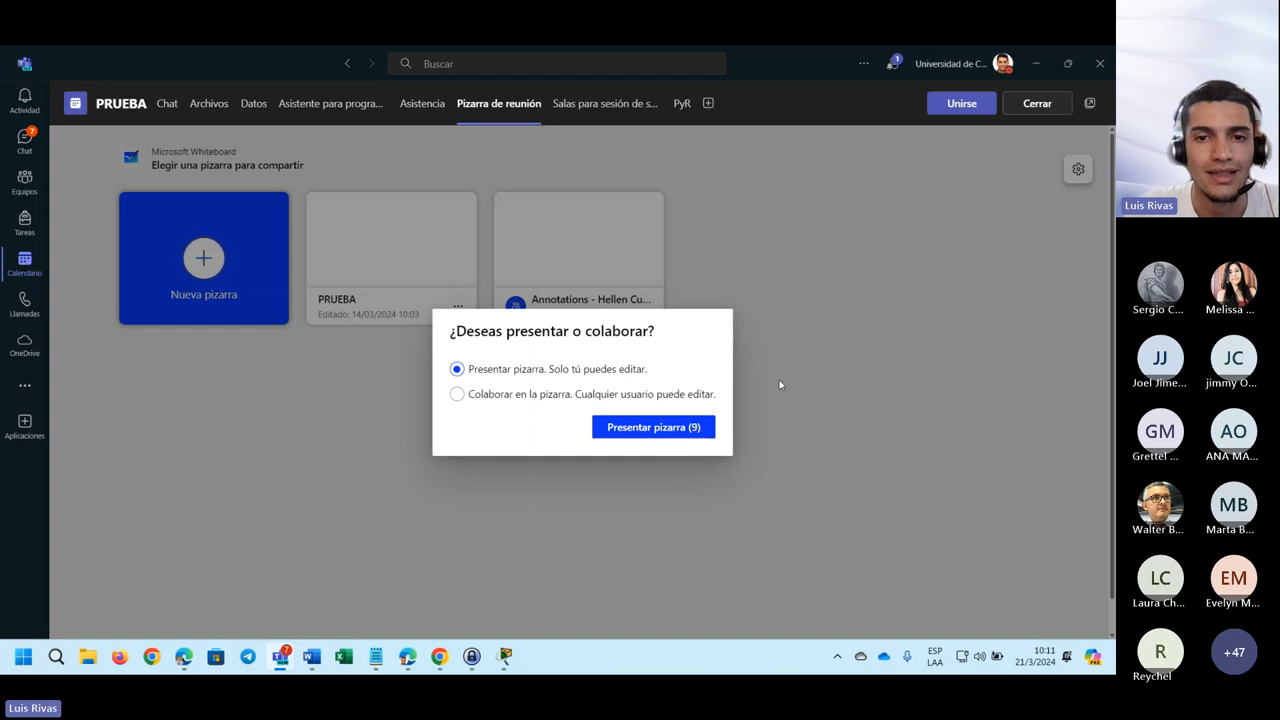 Buscar
1
Universidad de C...
Actividad
7
Chat
Equipos
Tareas
Calendario
Llamadas
OneDrive
Aplicaciones
PRUEBA
Chat
Archivos
Datos
Asistente para progra...
Asistencia
Pizarra de reunión
Salas para sesión de s...
PyR
Unirse
Cerrar
Microsoft Whiteboard
Elegir una pizarra para compartir
Nueva pizarra
PRUEBA
Editado: 14/03/2024 10:03
Annotations - Hellen Cu...
¿Deseas presentar o colaborar?
Presentar pizarra. Solo tú puedes editar.
Colaborar en la pizarra. Cualquier usuario puede editar.
Presentar pizarra (9)
7
ESP
LAA
10:11
21/3/2024
Luis Rivas
Luis Rivas
Sergio C...
Melissa ...
JJ
Joel Jime...
JC
jimmy O...
GM
Grettel ...
AO
ANA MA...
Walter B...
MB
Marta B...
LC
Laura Ch...
EM
Evelyn M...
R
Reychel
+47